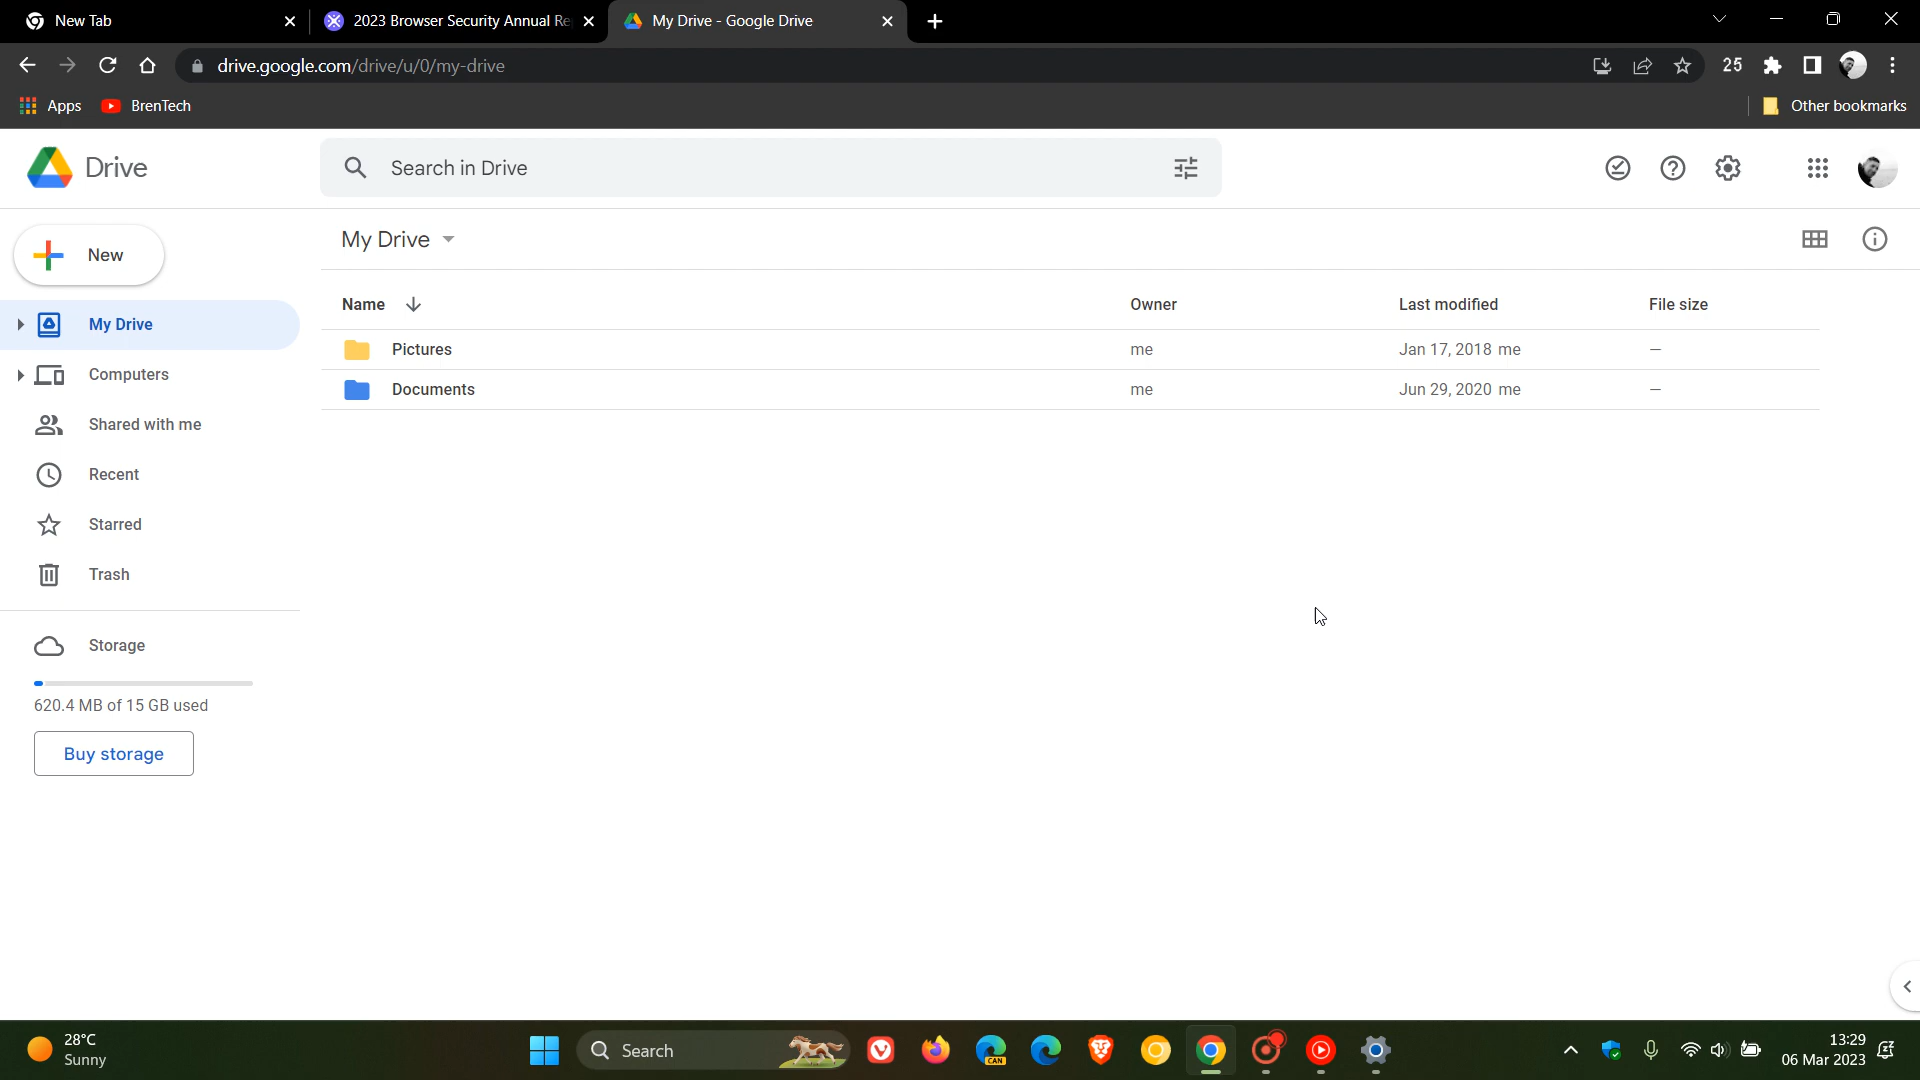 New Tab
2023 Browser Security Annual Re
My Drive - Google Drive
drive.google.com/drive/u/0/my-drive
25
Apps
BrenTech
Other bookmarks
Drive
Search in Drive
New
My Drive
My Drive
Computers
Shared with me
Recent
Starred
Trash
Storage
620.4 MB of 15 GB used
Buy storage
Name
Owner
Last modified
File size
Pictures
me
Jan 17, 2018 me
–
Documents
me
Jun 29, 2020 me
–
28°C
Sunny
Search
CAN
13:29
06 Mar 2023